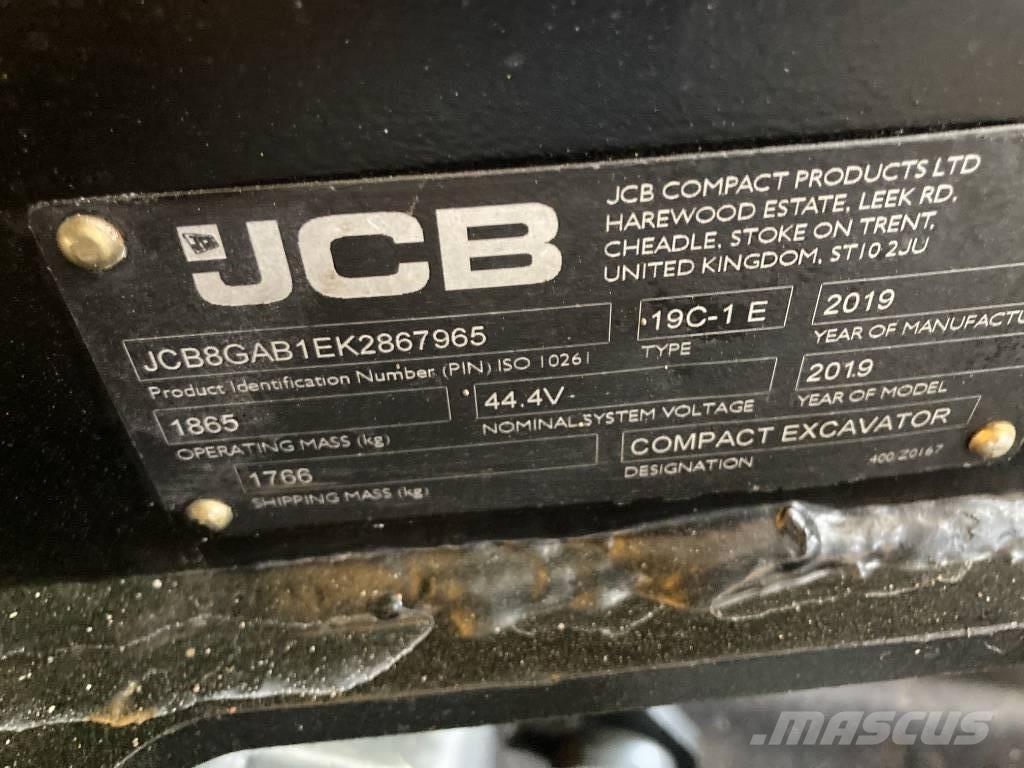 JCB
JCB COMPACT PRODUCTS LTD
HAREWOOD ESTATE, LEEK RD,
CHEADLE, STOKE ON TRENT,
UNITED KINGDOM, ST10 2JU
JCB8GAB1EK2867965
Product Identification Number (PIN) ISO 10261
19C-1 E
TYPE
2019
YEAR OF MANUFACTU
1865
OPERATING MASS (kg)
44.4V
NOMINAL SYSTEM VOLTAGE
2019
YEAR OF MODEL
1766
SHIPPING MASS (kg)
COMPACT EXCAVATOR
DESIGNATION
400/Z0167
MASCUS